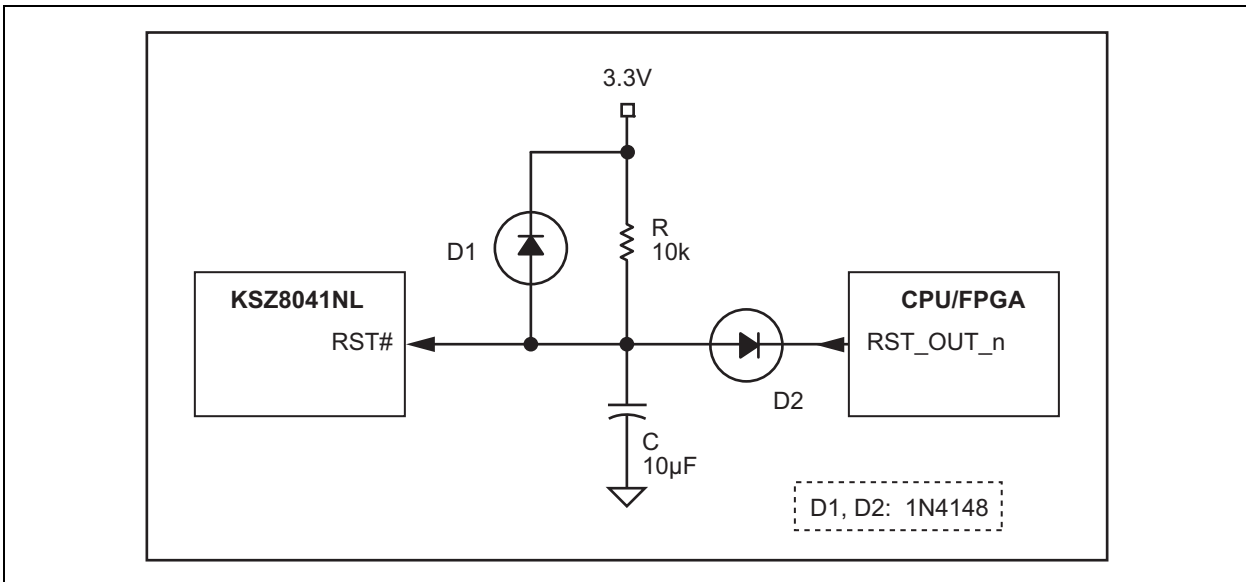 3.3V
D1
R
10k
KSZ8041NL
RST#
CPU/FPGA
RST_OUT_n
D2
C
10µF
D1, D2: 1N4148